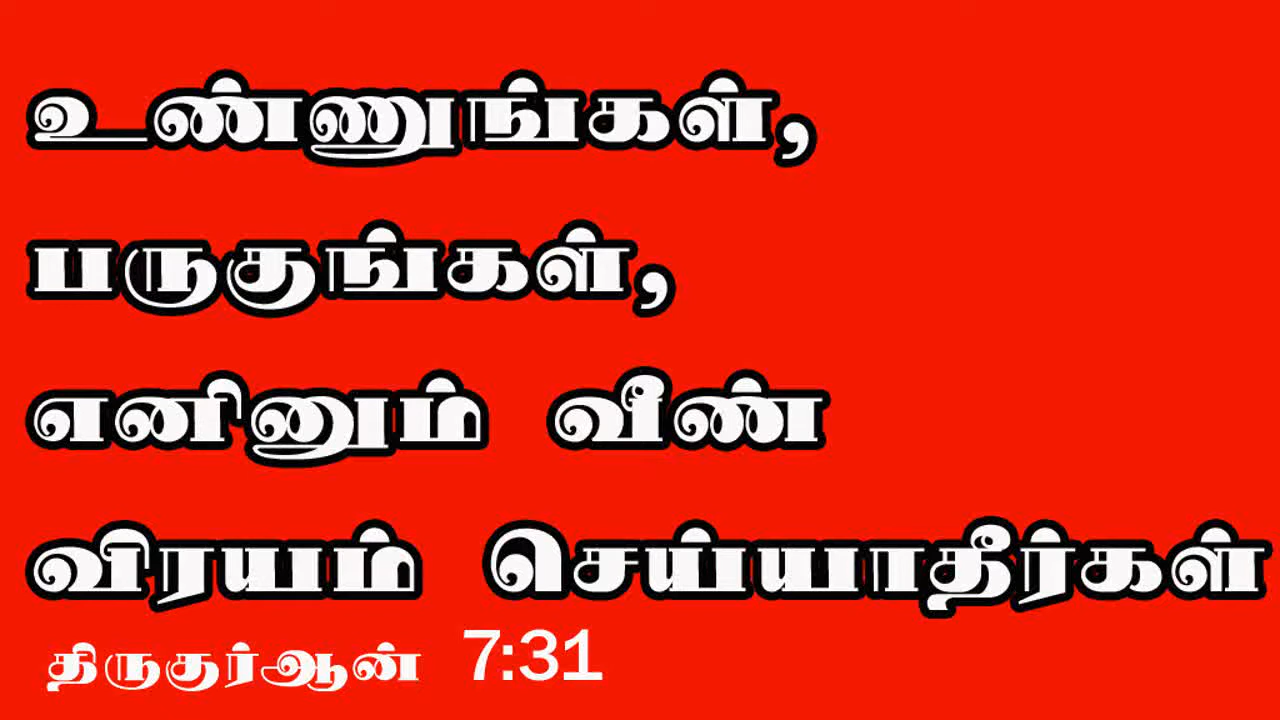 உண்ணுங்கள்,
பருகுங்கள்,
எனினும் வீண்
விரயம் செய்யாதீர்கள்
திருகுர்ஆன் 7:31